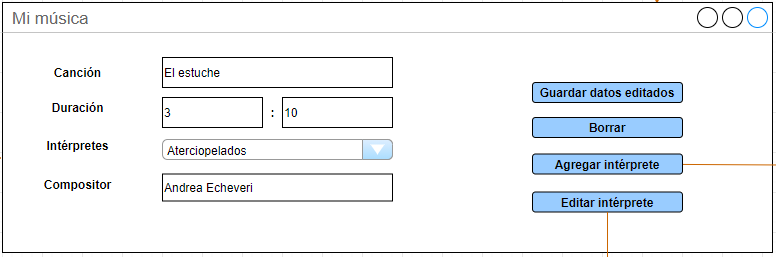 Mi música
Canción El estuche
Duración 3 : 10
Intérpretes Aterciopelados
Compositor Andrea Echeveri
Guardar datos editados
Borrar
Agregar intérprete
Editar intérprete